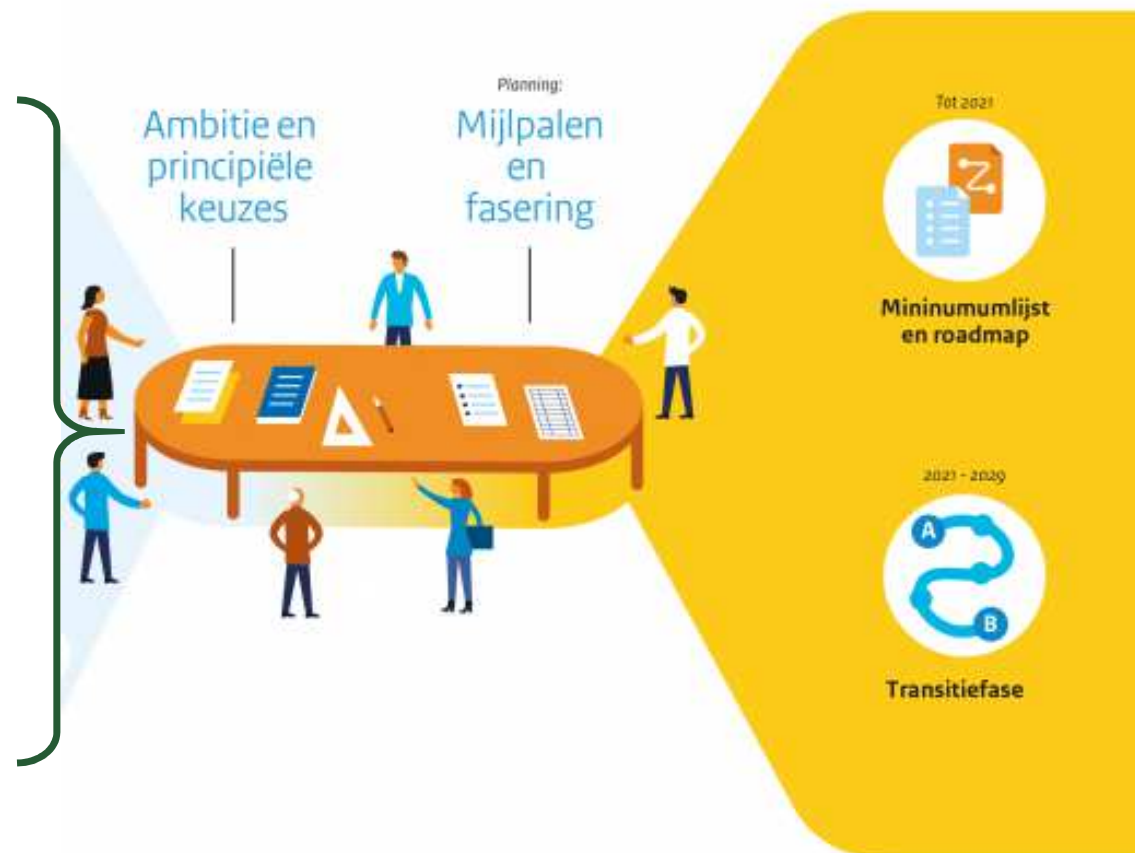 Ambitie en
principiële
keuzes
Planning:
Mijlpalen
en
fasering
Tot 2021
Mininumumlijst
en roadmap
2021 - 2029
A
B
Transitiefase